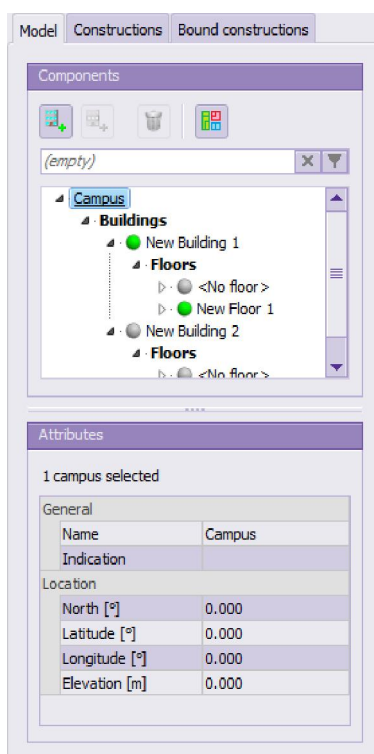 Model Constructions Bound constructions
Components
(empty)
Campus
Buildings
New Building 1
Floors
<No floor>
New Floor 1
New Building 2
Floors
<No floor>
Attributes
1 campus selected
General
Name Campus
Indication
Location
North [°] 0.000
Latitude [°] 0.000
Longitude [°] 0.000
Elevation [m] 0.000